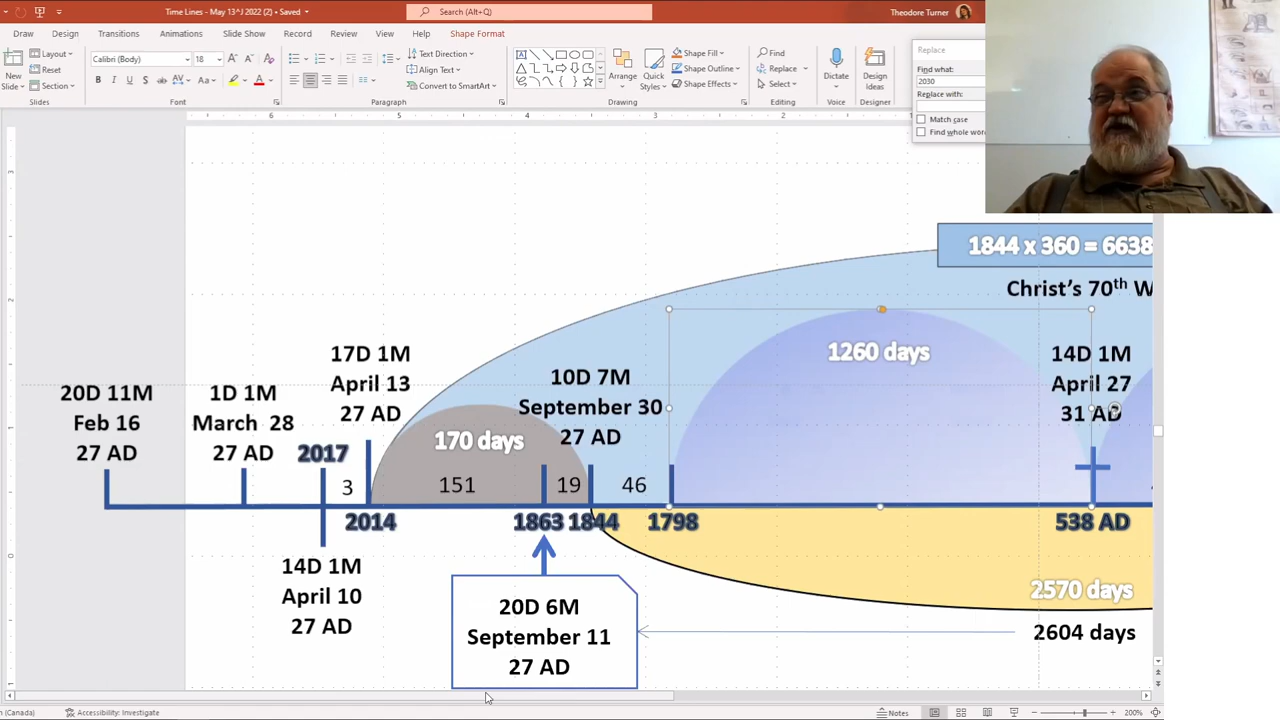 Time Lines - May 13^J 2022 (2) • Saved
Search (Alt+Q)
Theodore Turner
Draw
Design
Transitions
Animations
Slide Show
Record
Review
View
Help
Shape Format
New
Slide
Layout
Reset
Section
Slides
Calibri (Body)
18
Font
Text Direction
Align Text
Convert to SmartArt
Paragraph
Arrange
Quick
Styles
Shape Fill
Shape Outline
Shape Effects
Drawing
Find
Replace
Select
Editing
Dictate
Voice
Design
Ideas
Designer
Replace
Find what:
2030
Replace with:
Match case
Find whole word
1844 x 360 = 6638
Christ's 70th W
1260 days
17D 1M
April 13
27 AD
10D 7M
September 30
27 AD
14D 1M
April 27
31 AD
20D 11M
Feb 16
27 AD
1D 1M
March 28
27 AD
2017
170 days
3
151
19
46
2014
1863
1844
1798
538 AD
14D 1M
April 10
27 AD
20D 6M
September 11
27 AD
2570 days
2604 days
(Canada)
Accessibility: Investigate
Notes
200%